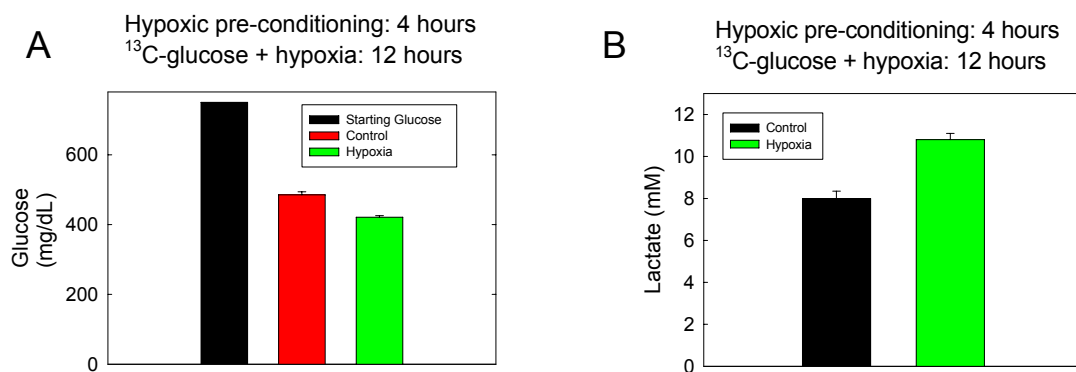 A
Hypoxic pre-conditioning: 4 hours
¹³C-glucose + hypoxia: 12 hours
Starting Glucose
Control
Hypoxia
Glucose
(mg/dL)
600
400
200
0
B
Hypoxic pre-conditioning: 4 hours
¹³C-glucose + hypoxia: 12 hours
Control
Hypoxia
Lactate (mM)
12
10
8
6
4
2
0